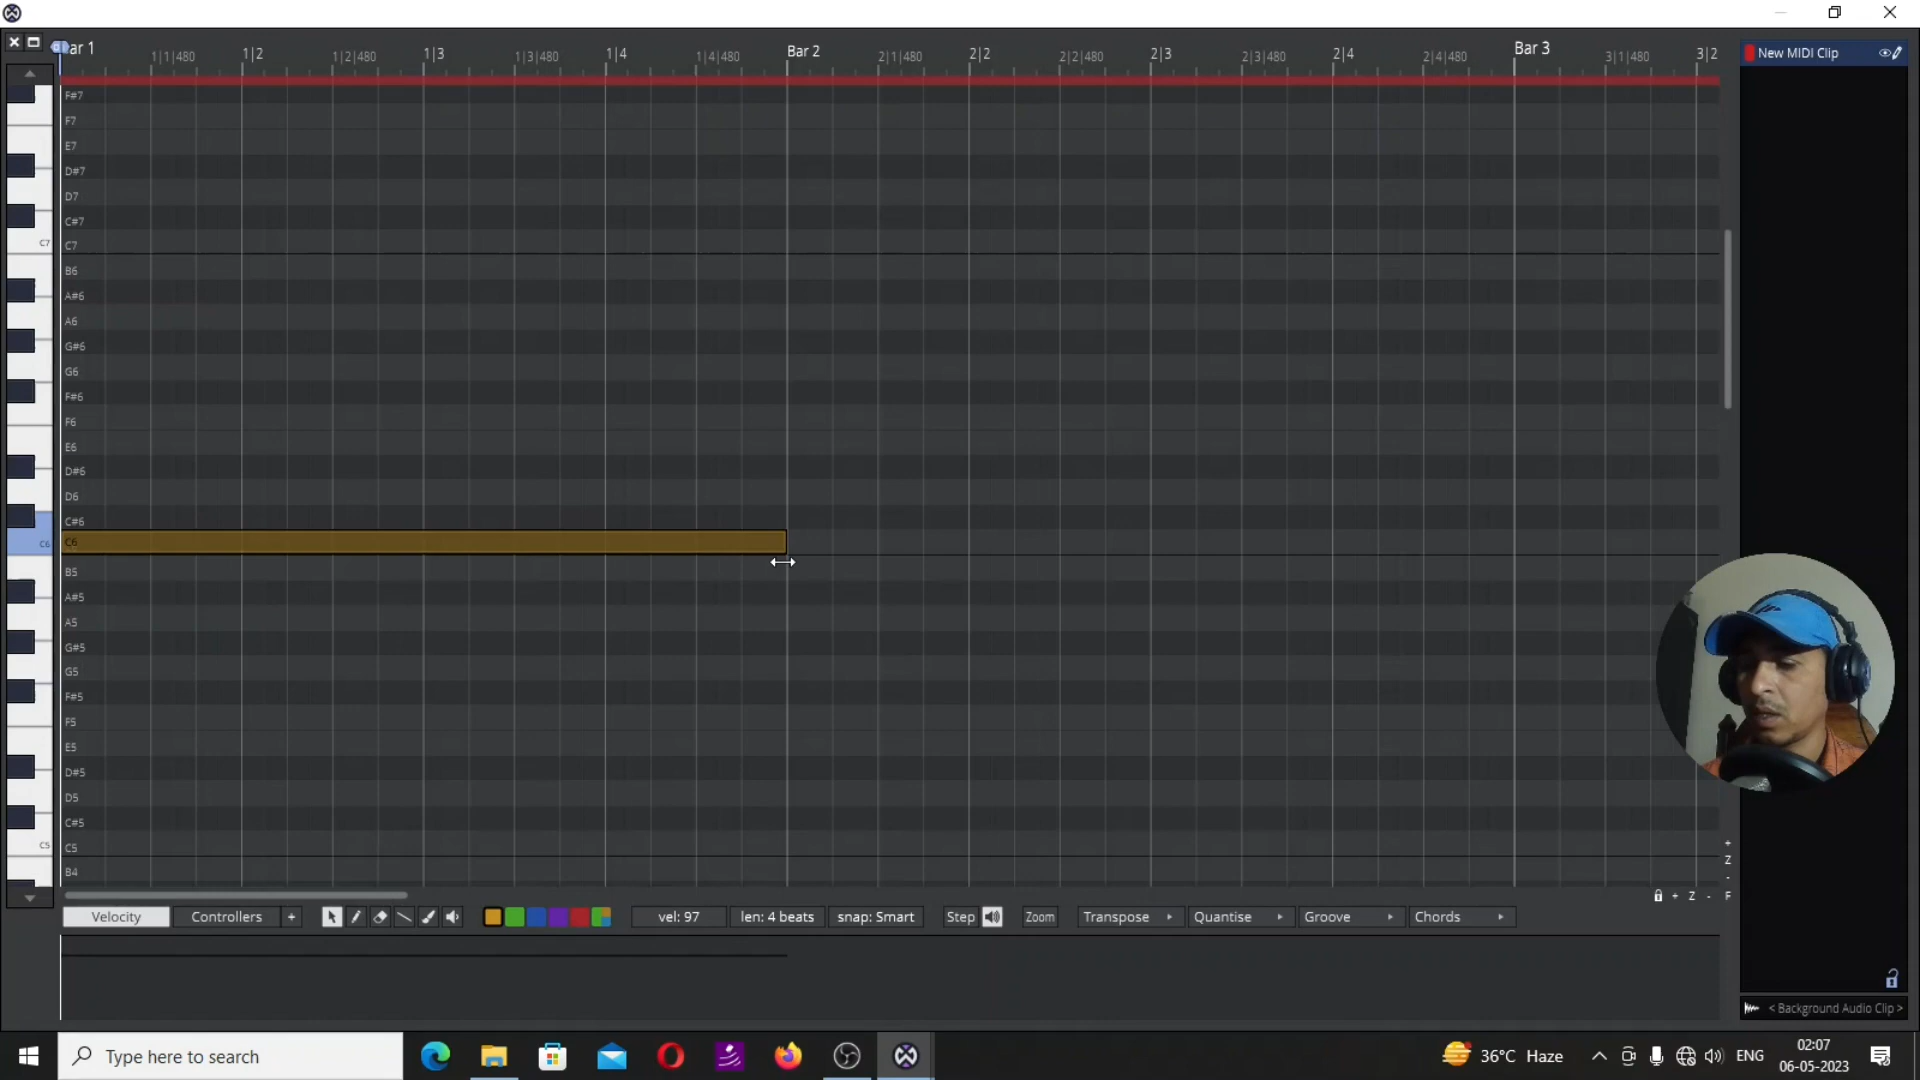 ar 1
1|1|480
1|2
1|2|480
1|3
1|3|480
1|4
1|4|480
Bar 2
2|1|480
2|2
2|2|480
2|3
2|3|480
2|4
2|4|480
Bar 3
3|1|480
3|2
New MIDI Clip
F#7
F7
E7
D#7
D7
C#7
C7
C7
B6
A#6
A6
G#6
G6
F#6
F6
E6
D#6
D6
C#6
C6
C6
B5
A#5
A5
G#5
G5
F#5
F5
E5
D#5
D5
C#5
C5
C5
B4
+
Z
-
+ Z - F
Velocity
Controllers
+
vel: 97
len: 4 beats
snap: Smart
Step
Zoom
Transpose
Quantise
Groove
Chords
< Background Audio Clip >
Type here to search
36°C Haze
ENG
02:07
06-05-2023